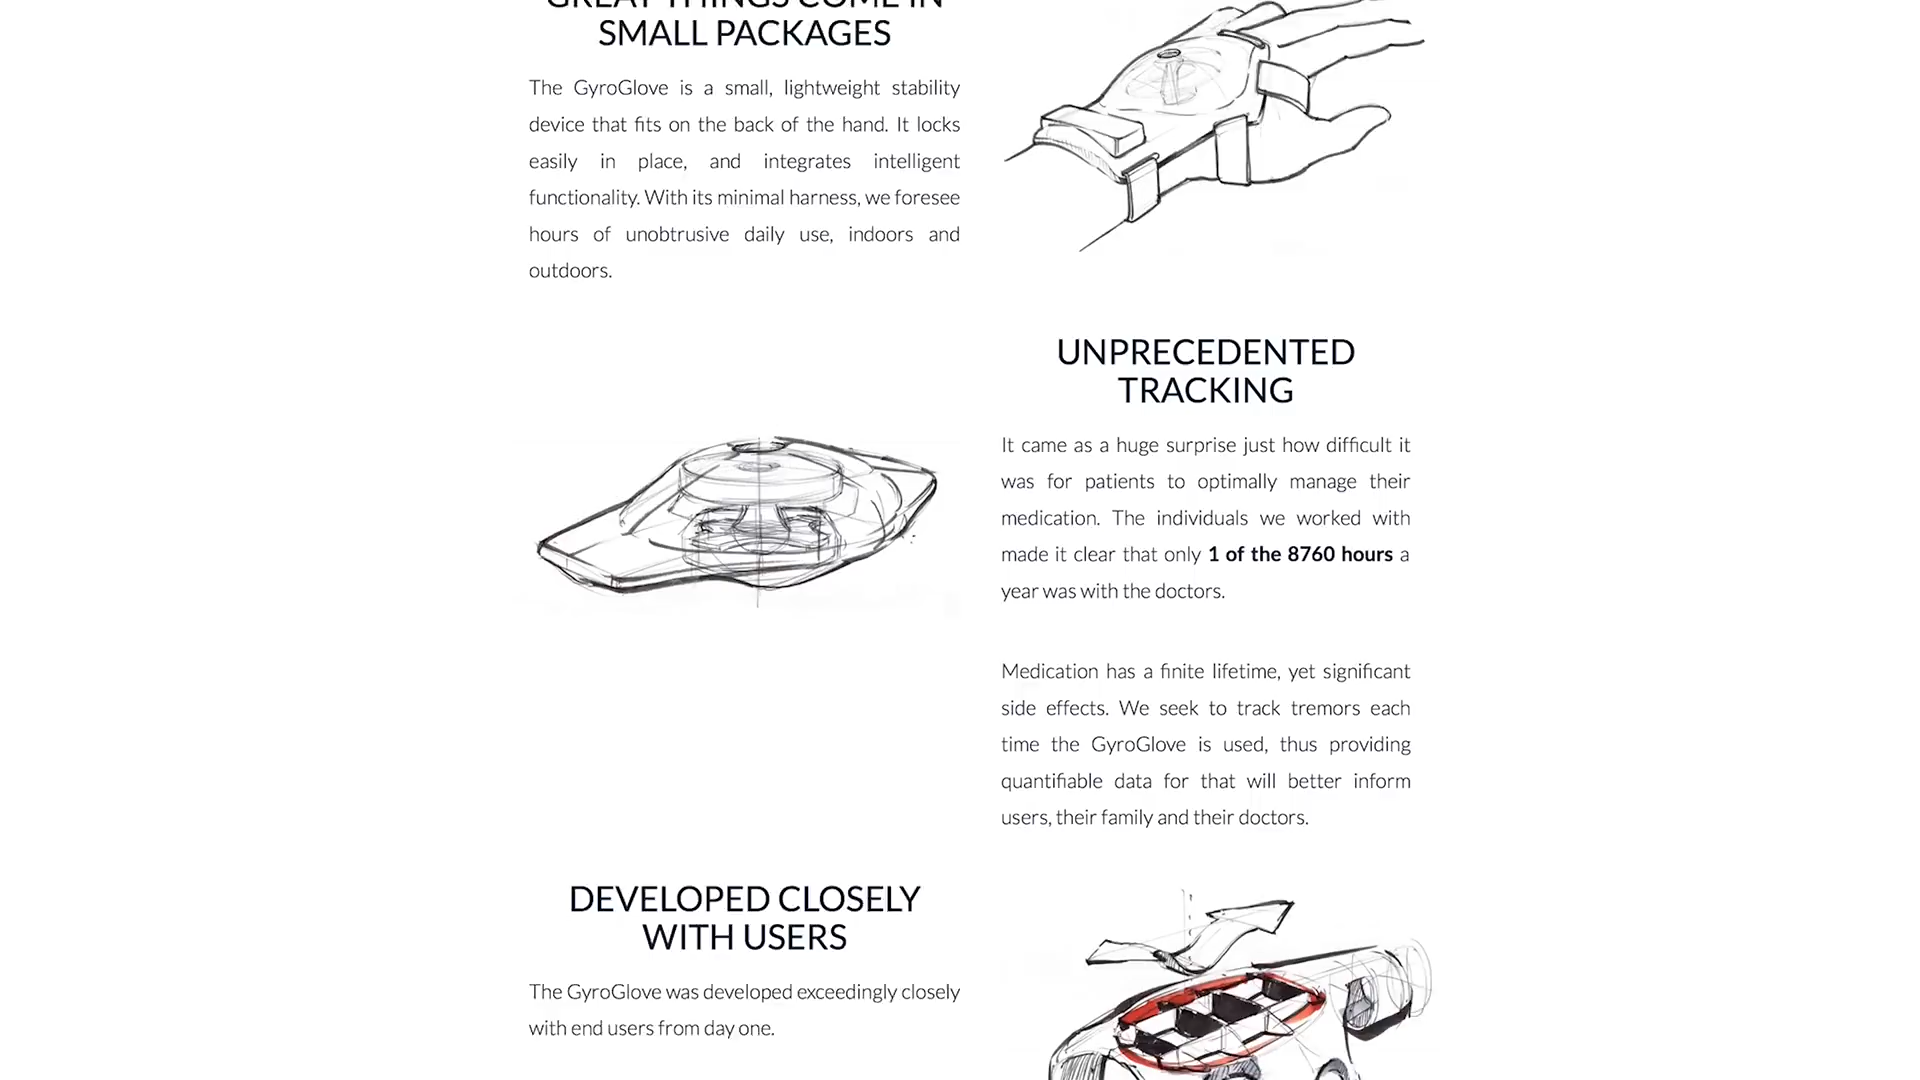 GREAT THINGS COME IN
SMALL PACKAGES
The GyroGlove is a small, lightweight stability
device that fits on the back of the hand. It locks
easily in place, and integrates intelligent
functionality. With its minimal harness, we foresee
hours of unobtrusive daily use, indoors and
outdoors.
UNPRECEDENTED
TRACKING
It came as a huge surprise just how difficult it
was for patients to optimally manage their
medication. The individuals we worked with
made it clear that only 1 of the 8760 hours a
year was with the doctors.
Medication has a finite lifetime, yet significant
side effects. We seek to track tremors each
time the GyroGlove is used, thus providing
quantifiable data for that will better inform
users, their family and their doctors.
DEVELOPED CLOSELY
WITH USERS
The GyroGlove was developed exceedingly closely
with end users from day one.